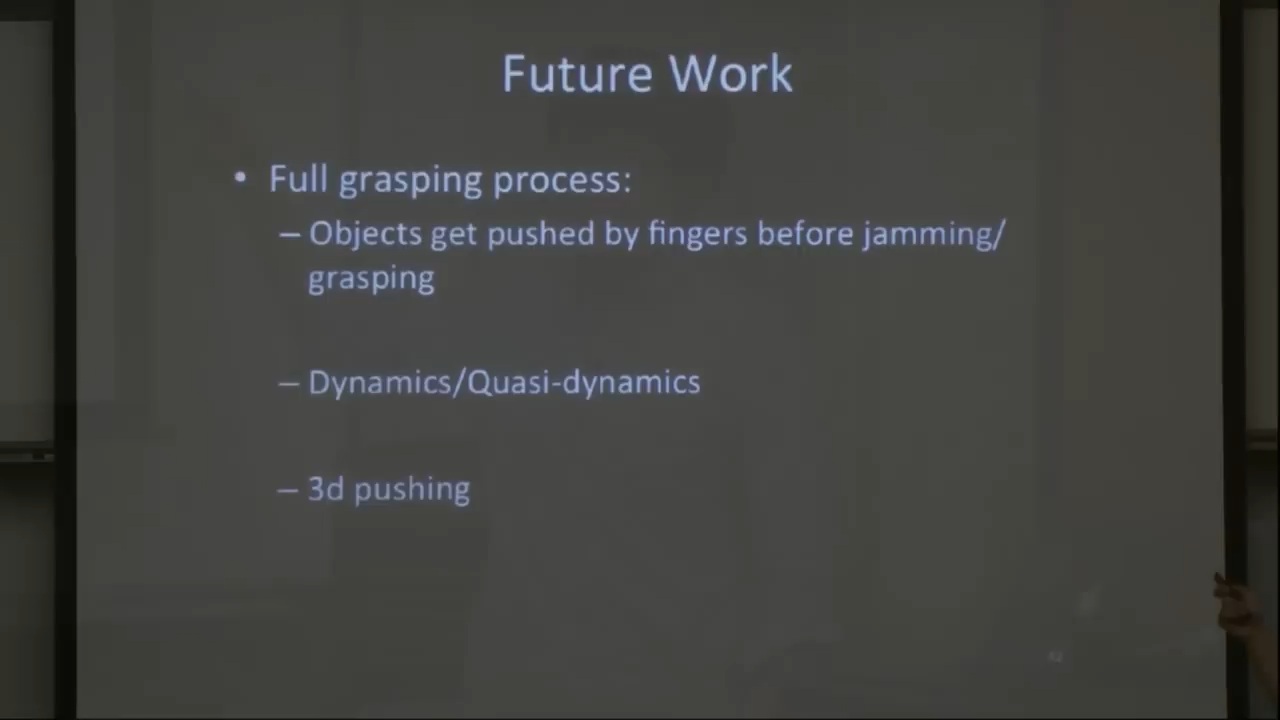 Future Work
• Full grasping process:
– Objects get pushed by fingers before jamming/
grasping
– Dynamics/Quasi-dynamics
– 3d pushing